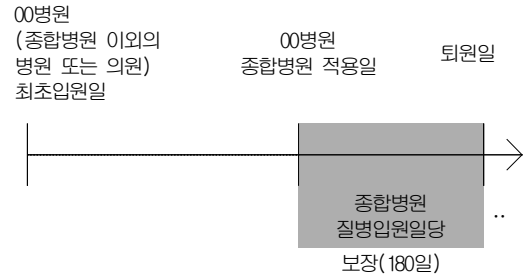 00병원
(종합병원 이외의
병원 또는 의원)
최초입원일
00병원
종합병원 적용일
퇴원일
종합병원
질병입원일당
..
보장(180일)